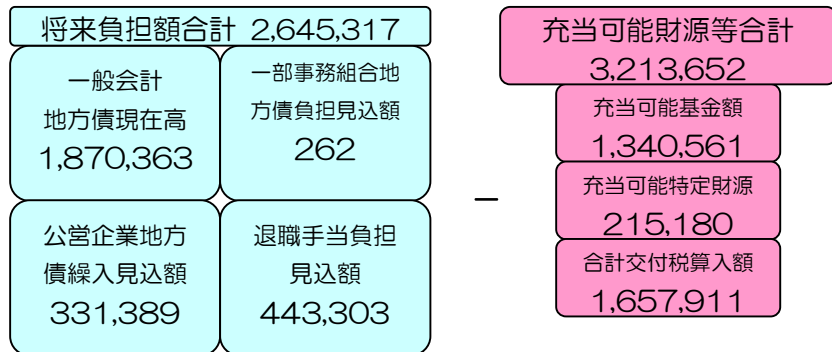 将来負担額合計 2,645,317
一般会計
地方債現在高
1,870,363
一部事務組合地
方債負担見込額
262
公営企業地方
債繰入見込額
331,389
退職手当負担
見込額
443,303
－
充当可能財源等合計
3,213,652
充当可能基金額
1,340,561
充当可能特定財源
215,180
合計交付税算入額
1,657,911